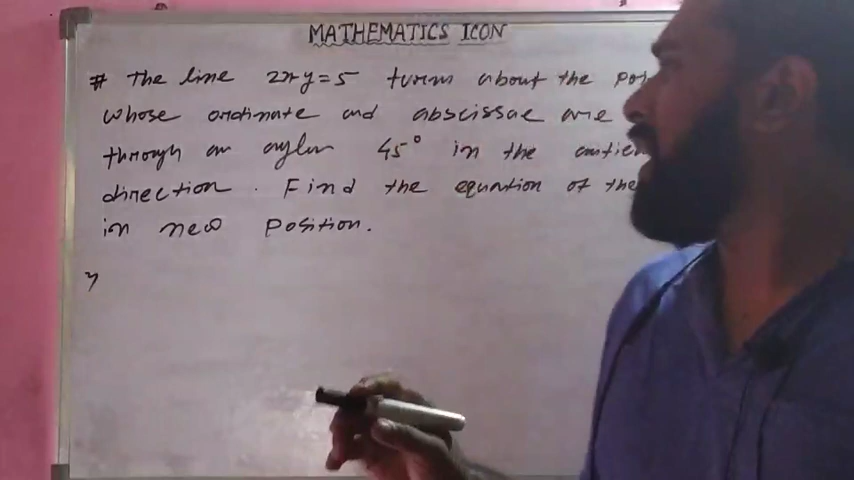 MATHEMATICS ICON
# The line 2x+y=5 turns about the
whose ordinate and abscissae are
through an 45° in the
direction. Find the equation of the
in new position.